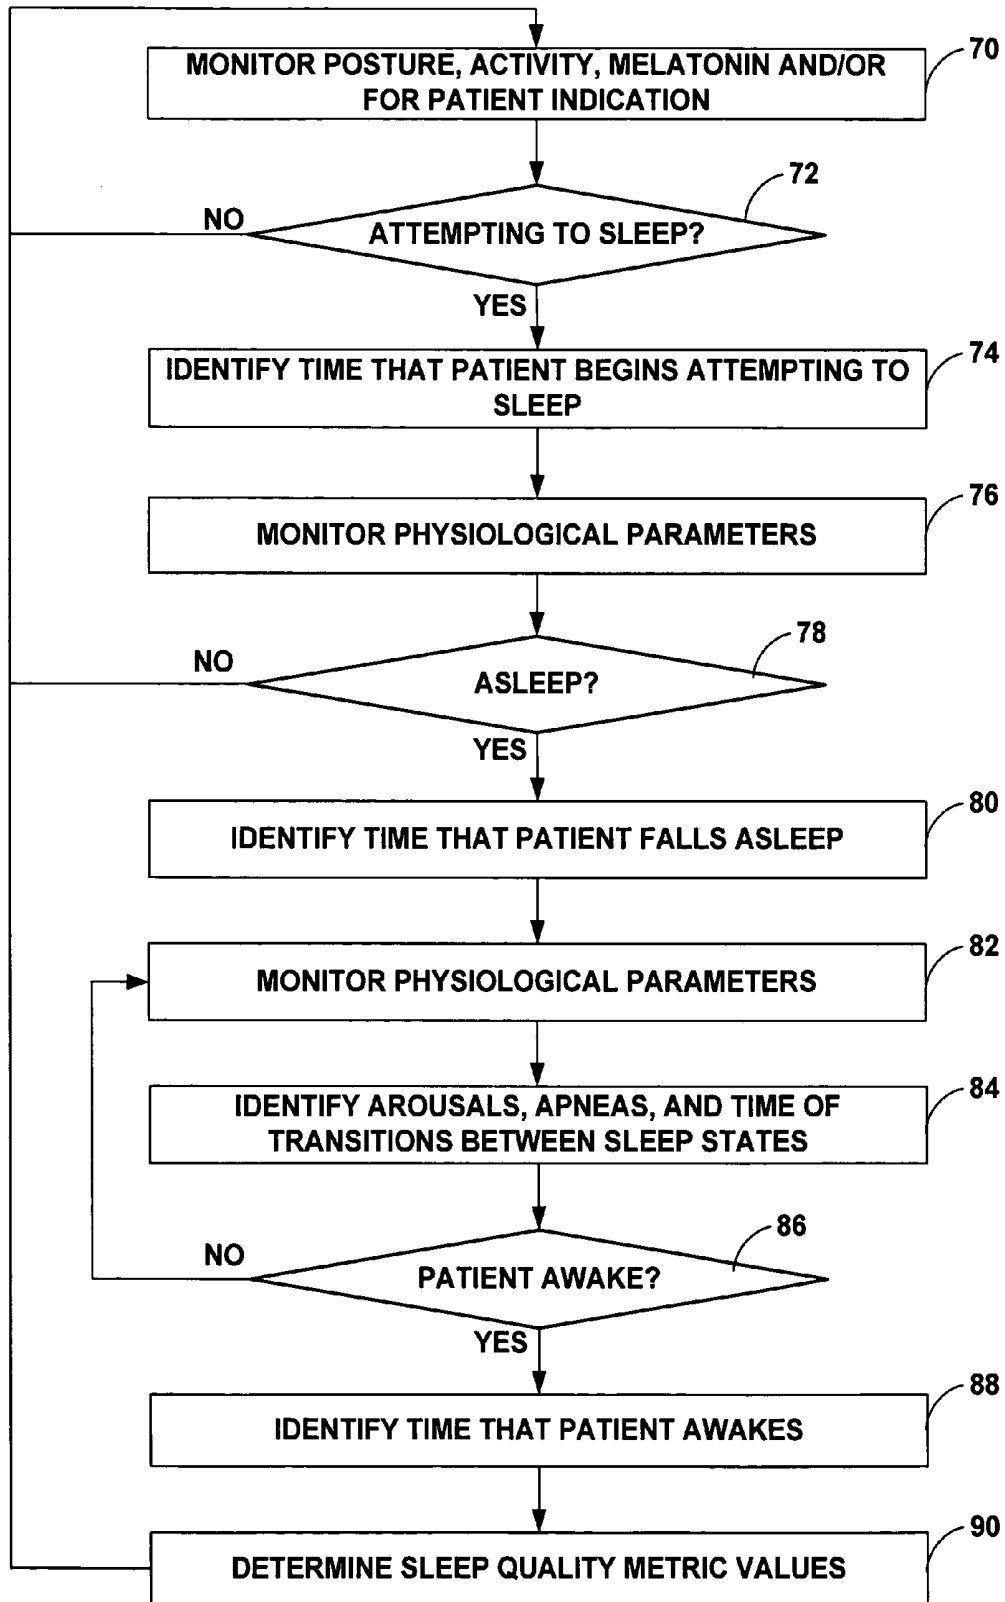 MONITOR POSTURE, ACTIVITY, MELATONIN AND/OR
FOR PATIENT INDICATION
70
72
NO
ATTEMPTING TO SLEEP?
YES
74
IDENTIFY TIME THAT PATIENT BEGINS ATTEMPTING TO
SLEEP
76
MONITOR PHYSIOLOGICAL PARAMETERS
78
NO
ASLEEP?
YES
80
IDENTIFY TIME THAT PATIENT FALLS ASLEEP
82
MONITOR PHYSIOLOGICAL PARAMETERS
84
IDENTIFY AROUSALS, APNEAS, AND TIME OF
TRANSITIONS BETWEEN SLEEP STATES
86
NO
PATIENT AWAKE?
YES
88
IDENTIFY TIME THAT PATIENT AWAKES
90
DETERMINE SLEEP QUALITY METRIC VALUES